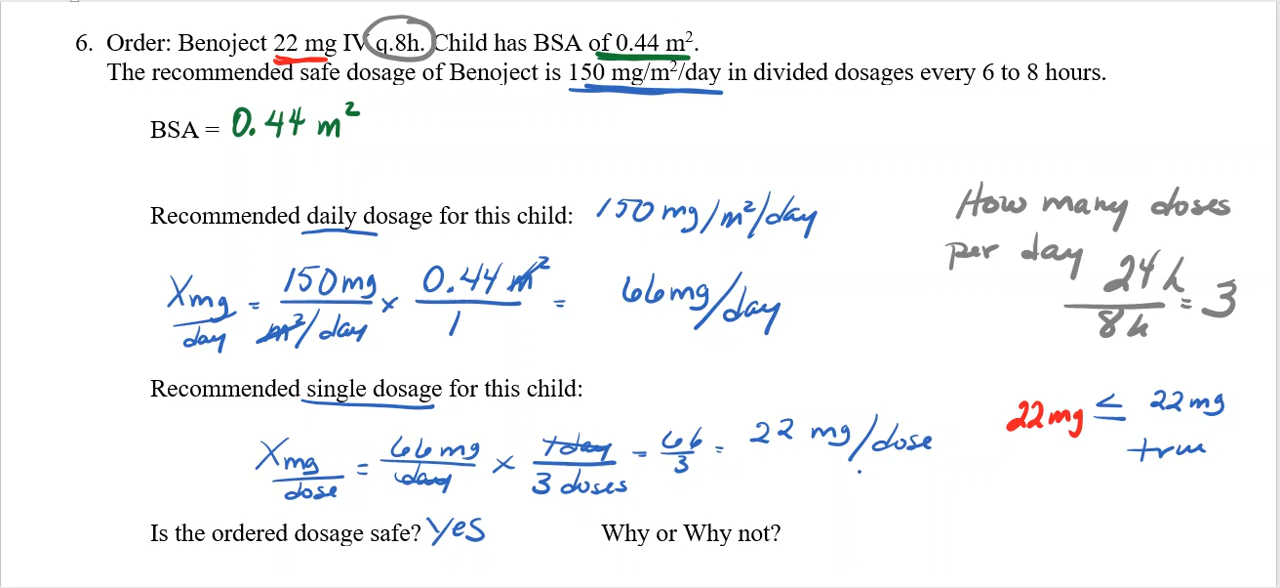 6. Order: Benoject 22 mg IV q.8h. Child has BSA of 0.44 m².
The recommended safe dosage of Benoject is 150 mg/m²/day in divided dosages every 6 to 8 hours.
BSA = 0.44 m²
Recommended daily dosage for this child: 150 mg/m²/day
X mg/day = 150 mg/m²/day × 0.44 m²/1 = 66 mg/day
How many doses
per day 24h/8h = 3
Recommended single dosage for this child:
X mg/dose = 66 mg/day × 1 day/3 doses = 66/3 = 22 mg/dose
22 mg ≤ 22 mg
true
Is the ordered dosage safe? Yes Why or Why not?